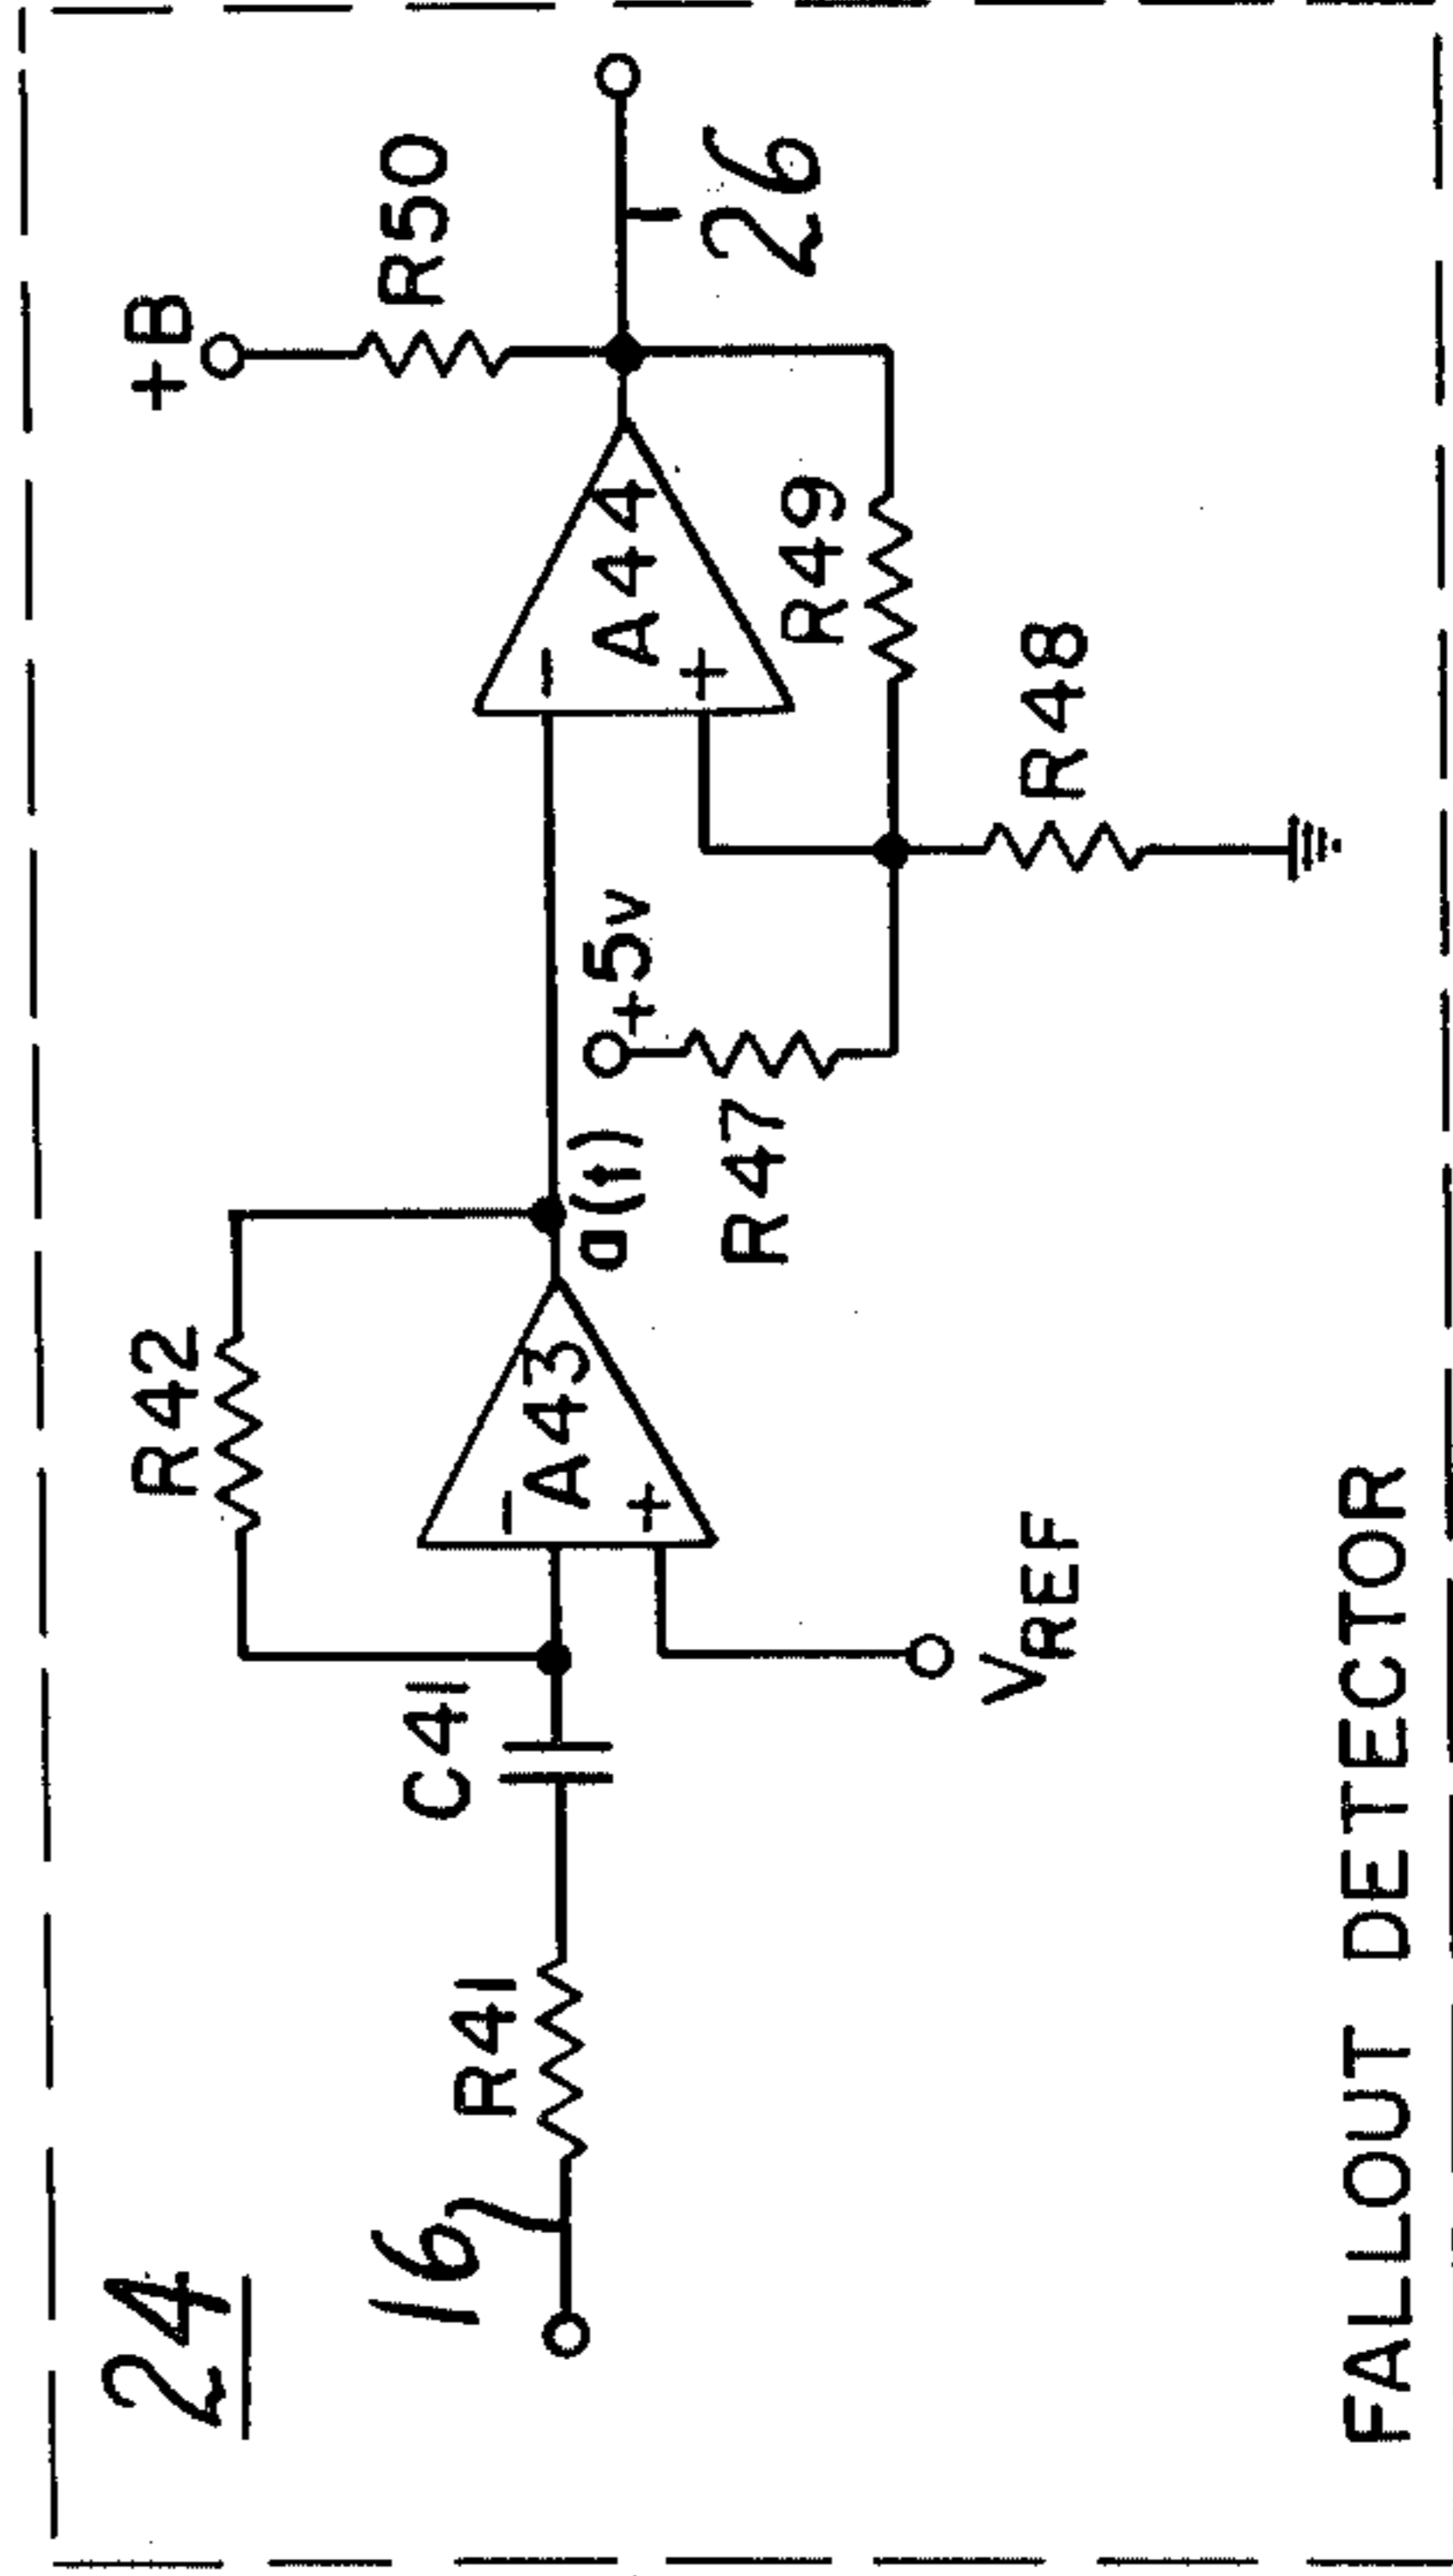 24
16
R41
C41
R42
A43
-
+
VREF
a(t)
+5v
R47
A44
-
+
R49
R48
+B
R50
26
FALLOUT DETECTOR